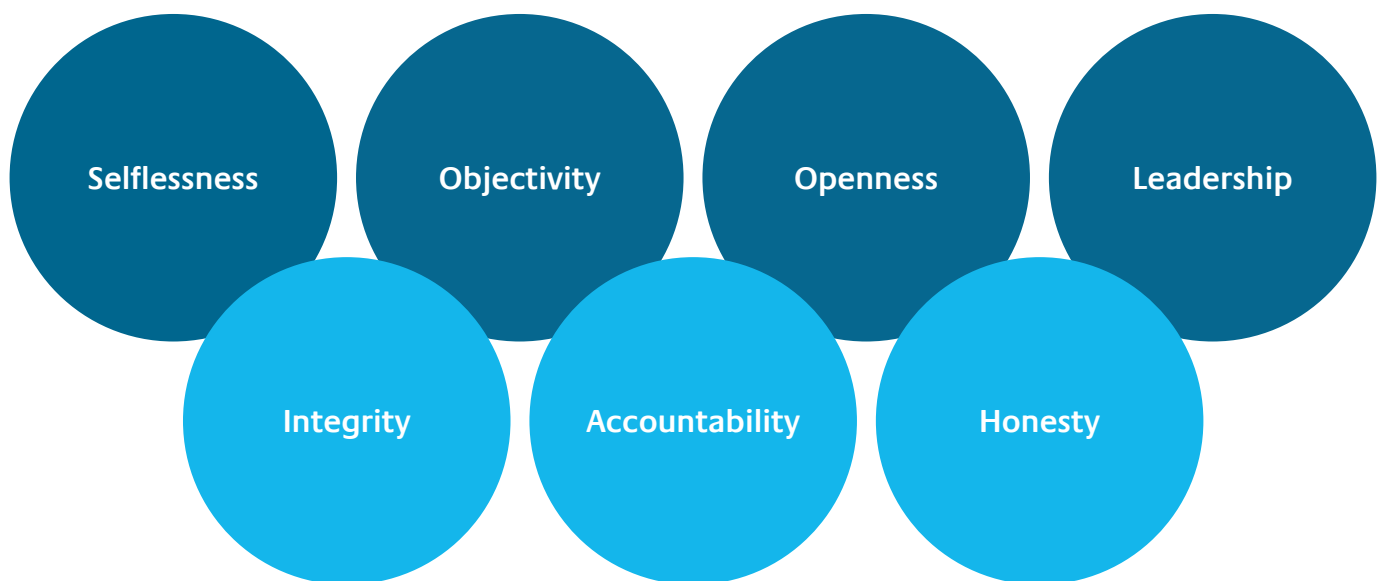 Selflessness
Objectivity
Openness
Leadership
Integrity
Accountability
Honesty